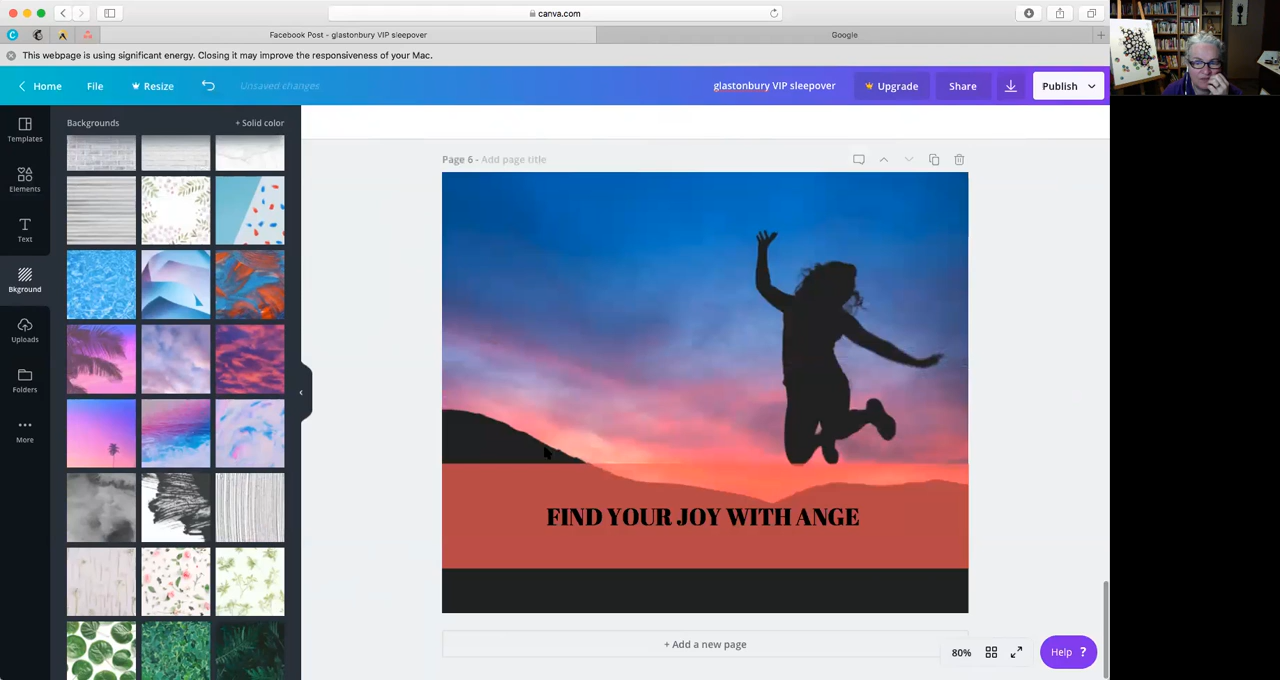 canva.com
Facebook Post - glastonbury VIP sleepover
Google
This webpage is using significant energy. Closing it may improve the responsiveness of your Mac.
Home
File
Resize
Unsaved changes
glastonbury VIP sleepover
Upgrade
Share
Publish
Templates
Elements
Text
Bkground
Uploads
Folders
More
Backgrounds
+ Solid color
Page 6 - Add page title
FIND YOUR JOY WITH ANGE
+ Add a new page
80%
Help ?